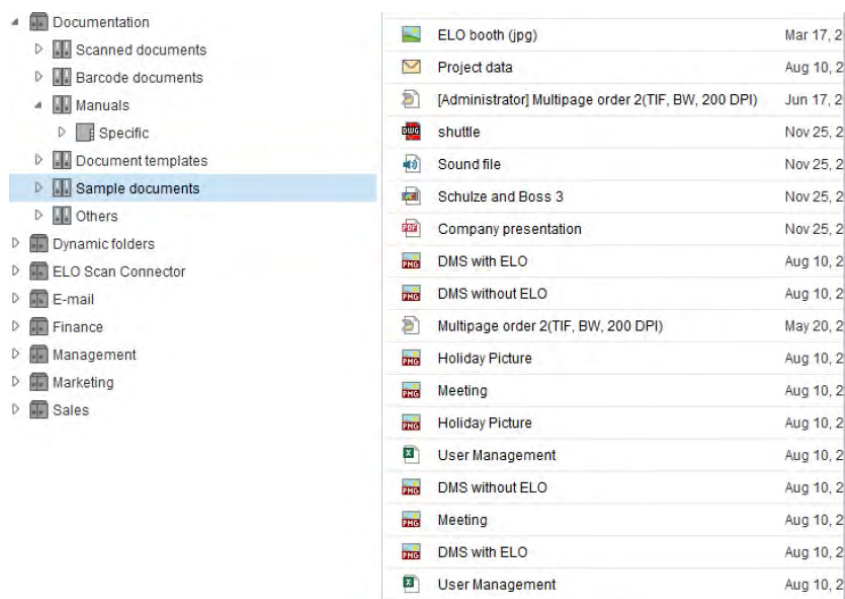 Documentation
Scanned documents
Barcode documents
Manuals
Specific
Document templates
Sample documents
Others
Dynamic folders
ELO Scan Connector
E-mail
Finance
Management
Marketing
Sales
ELO booth (jpg) Mar 17, 2
Project data Aug 10, 2
[Administrator] Multipage order 2(TIF, BW, 200 DPI) Jun 17, 2
DWG shuttle Nov 25, 2
Sound file Nov 25, 2
Schulze and Boss 3 Nov 25, 2
PDF Company presentation Nov 25, 2
PNG DMS with ELO Aug 10, 2
PNG DMS without ELO Aug 10, 2
Multipage order 2(TIF, BW, 200 DPI) May 20, 2
PNG Holiday Picture Aug 10, 2
PNG Meeting Aug 10, 2
PNG Holiday Picture Aug 10, 2
User Management Aug 10, 2
PNG DMS without ELO Aug 10, 2
PNG Meeting Aug 10, 2
PNG DMS with ELO Aug 10, 2
User Management Aug 10, 2